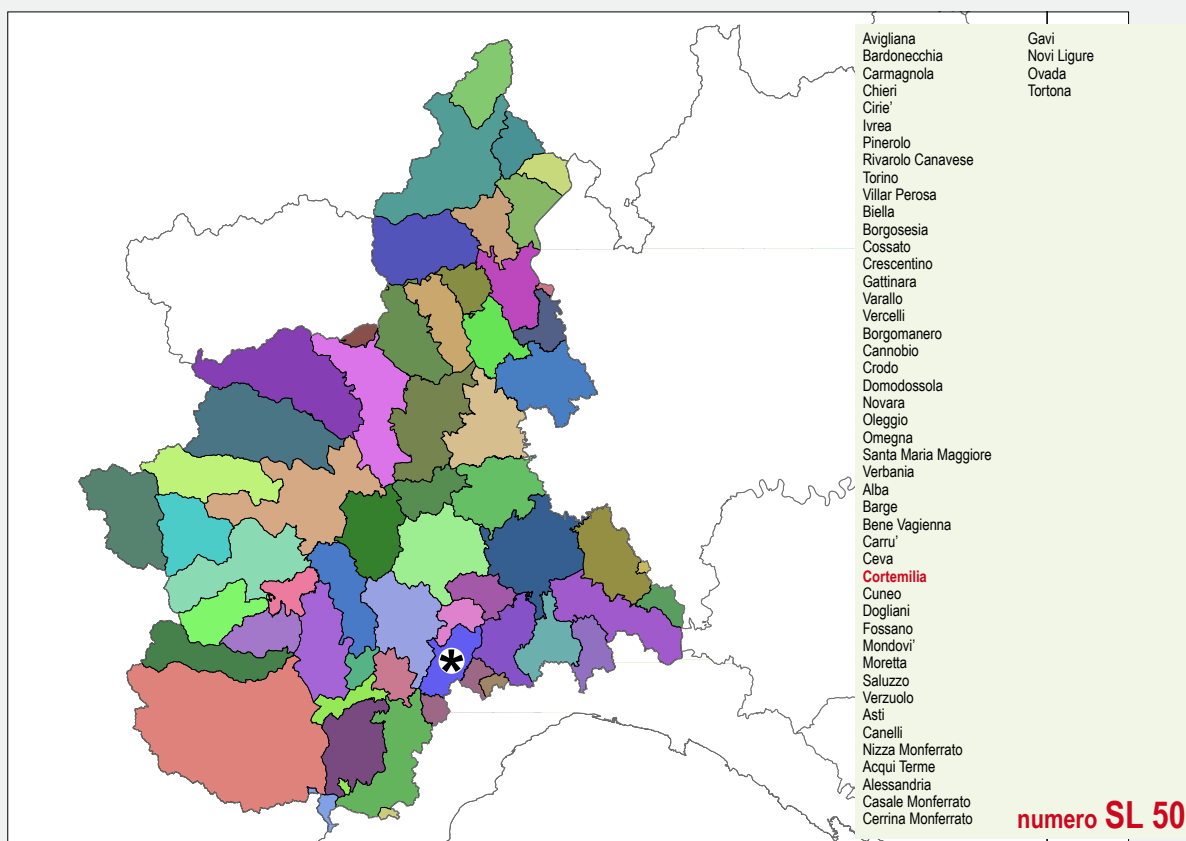 Avigliana
Bardonecchia
Carmagnola
Chieri
Cirie'
Ivrea
Pinerolo
Rivarolo Canavese
Torino
Villar Perosa
Biella
Borgosesia
Cossato
Crescentino
Gattinara
Varallo
Vercelli
Borgomanero
Cannobio
Crodo
Domodossola
Novara
Oleggio
Omegna
Santa Maria Maggiore
Verbania
Alba
Barge
Bene Vagienna
Carru'
Ceva
Cortemilia
Cuneo
Dogliani
Fossano
Mondovi'
Moretta
Saluzzo
Verzuolo
Asti
Canelli
Nizza Monferrato
Acqui Terme
Alessandria
Casale Monferrato
Cerrina Monferrato
Gavi
Novi Ligure
Ovada
Tortona
numero SL 50